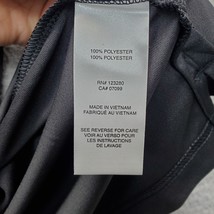 100% POLYESTER
100% POLYESTER
RN# 123280
CA# 07099
MADE IN VIETNAM
FABRIQUÉ AU VIETNAM
SEE REVERSE FOR CARE
VOIR AU VERSO POUR
LES INSTRUCTIONS
DE LAVAGE